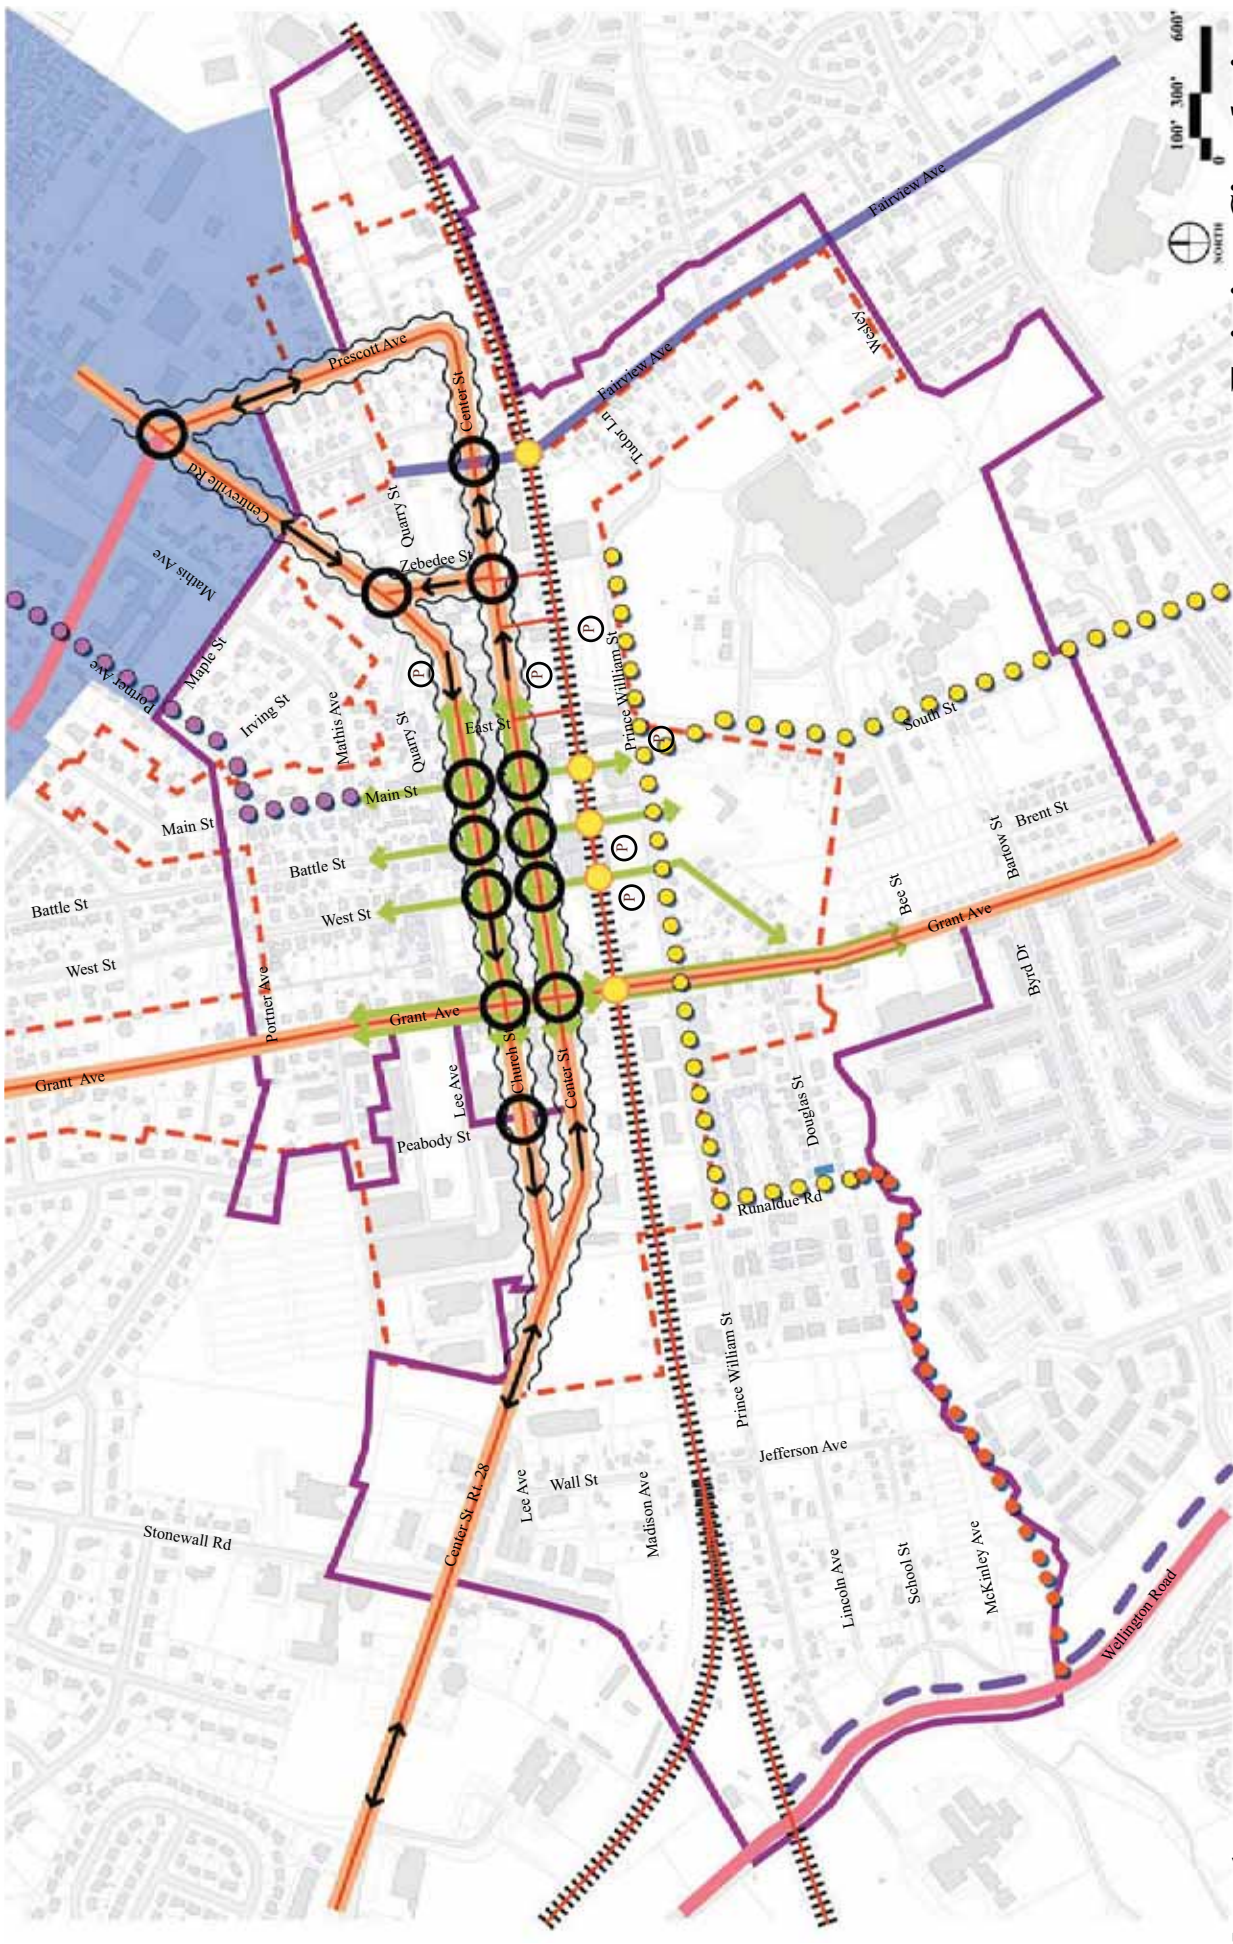 600'
300'
100'
0
NORTH
Fairview Ave
Wesley
Fairview Ave
Tudor Ln
Prescott Ave
Center St
Centreville Rd
Quarry St
Zebedee St
Mathis Ave
Portner Ave
Maple St
Irving St
Mathis Ave
Quarry St
East St
P
P
P
P
P
P
Prince William St
South St
Main St
Main St
Battle St
Battle St
West St
West St
Portner Ave
Grant Ave
Grant Ave
Church St
Center St
Lee Ave
Peabody St
Grant Ave
Bee St
Barlow St
Brent St
Byrd Dr
Douglas St
Runaldue Rd
Prince William St
Jefferson Ave
Center St Rt. 28
Lee Ave
Wall St
Madison Ave
Stonewall Rd
Lincoln Ave
School St
McKinley Ave
Wellington Road